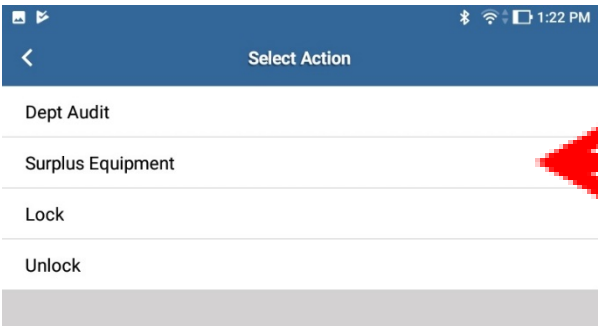 1:22 PM
Select Action
Dept Audit
Surplus Equipment
Lock
Unlock